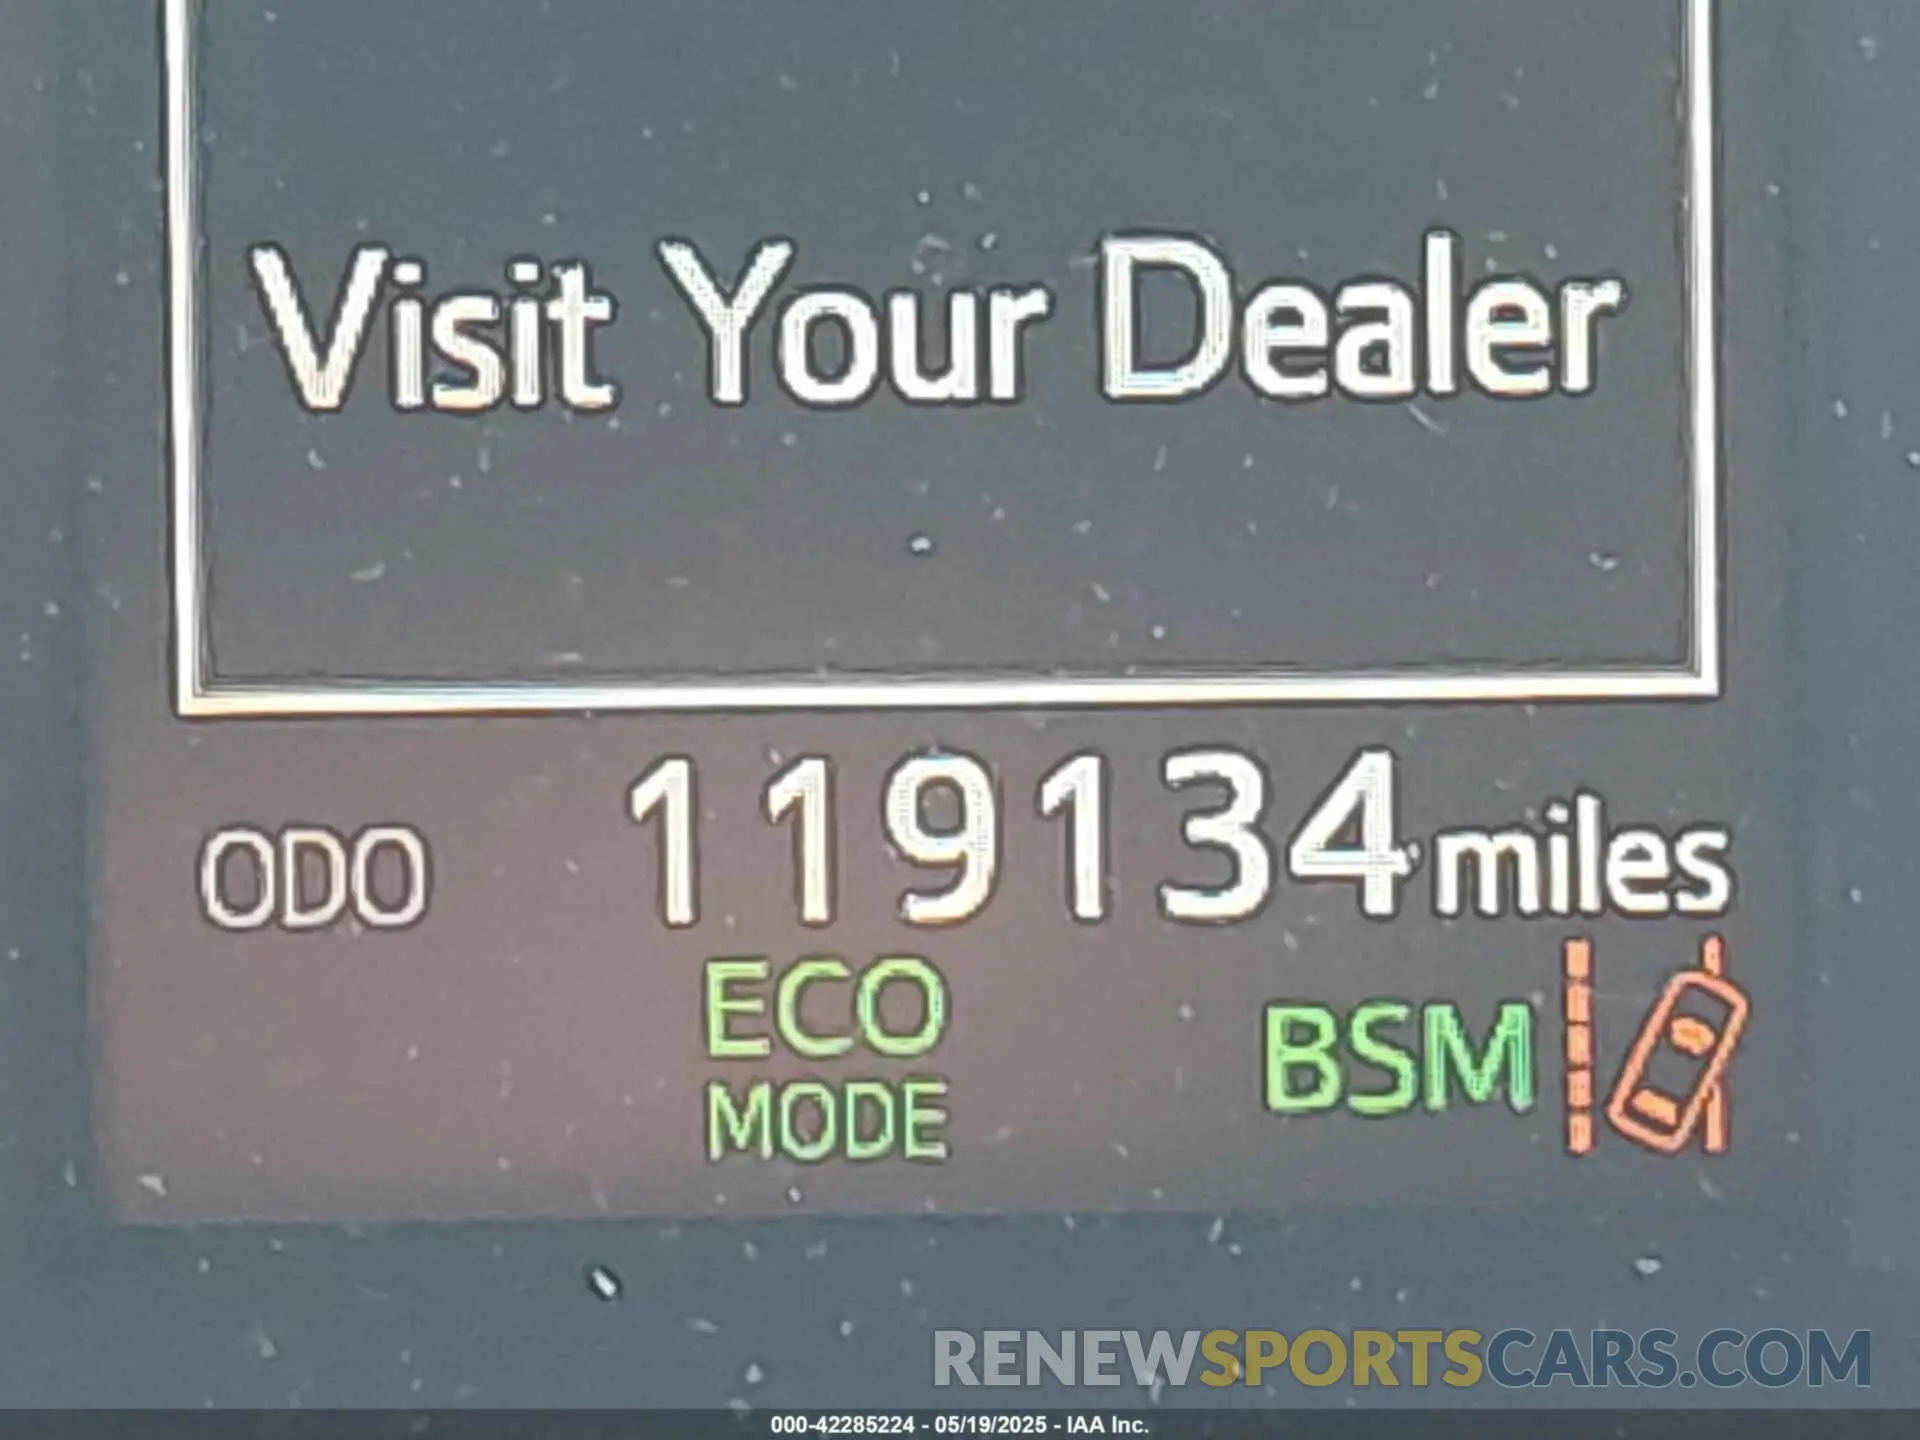 Visit Your Dealer
ODO 119134 miles
ECO
MODE
BSM
RENEWSPORTSCARS.COM
000-42285224 - 05/19/2025 - IAA Inc.